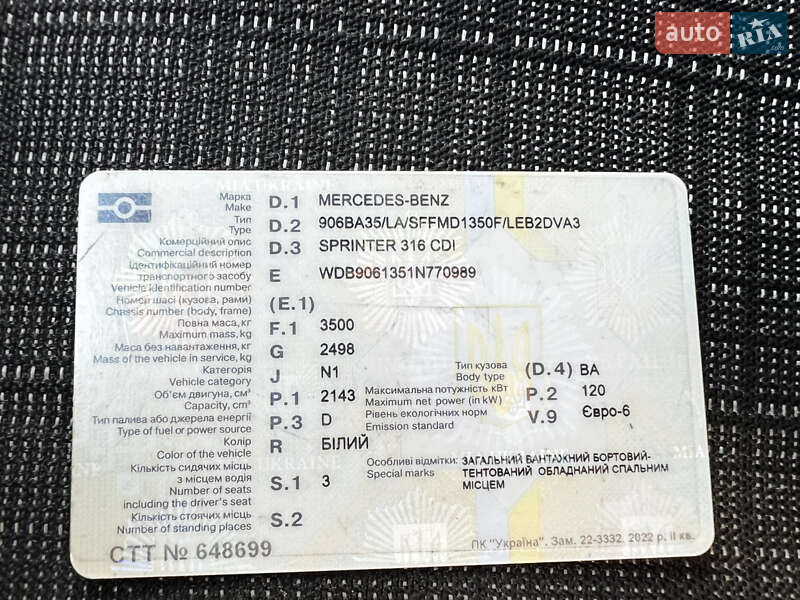 auto RIA .com
MIA UKRAINE
Марка D.1 MERCEDES-BENZ
Make
Тип D.2 906BA35/LA/SFFMD1350F/LEB2DVA3
Type
Комерційний опис D.3 SPRINTER 316 CDI
Commercial description
Ідентифікаційний номер
транспортного засобу E WDB9061351N770989
Vehicle identification number
Номер шасі (кузова, рами) (E.1)
Chassis number (body, frame)
Повна маса, кг F.1 3500
Maximum mass, kg
Маса без навантаження, кг G 2498
Mass of the vehicle in service, kg
Категорія J N1 Тип кузова (D.4) BA
Vehicle category Body type
Об'єм двигуна, см³ P.1 2143 Максимальна потужність кВт P.2 120
Capacity, cm³ Maximum net power (in kW)
Тип палива або джерела енергії P.3 D Рівень екологічних норм V.9 Євро-6
Type of fuel or power source Emission standard
Колір R БІЛИЙ
Color of the vehicle
Кількість сидячих місць Особливі відмітки: ЗАГАЛЬНИЙ ВАНТАЖНИЙ БОРТОВИЙ-
з місцем водія S.1 3 Special marks ТЕНТОВАНИЙ ОБЛАДНАНИЙ СПАЛЬНИМ
Number of seats МІСЦЕМ
including the driver's seat
Кількість стоячих місць S.2
Number of standing places
СТТ № 648699 ПК "Україна". Зам. 22-3332. 2022 р. II кв.